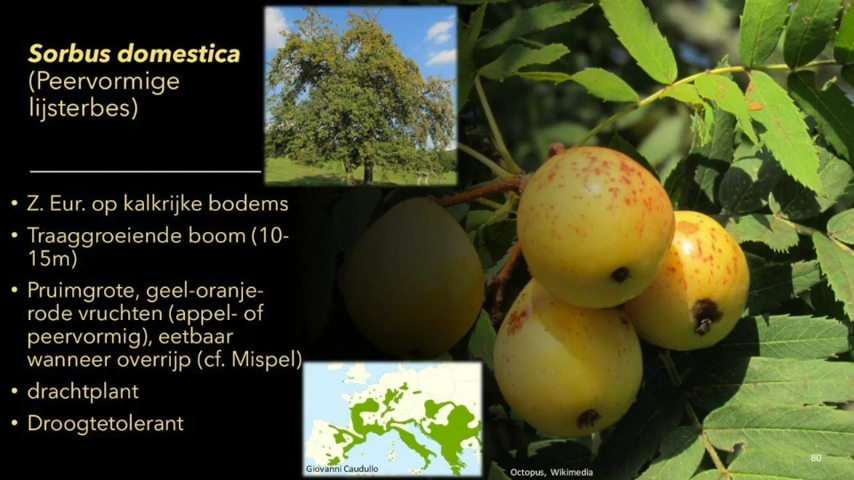 Sorbus domestica
(Peervormige
lijsterbes)
• Z. Eur. op kalkrijke bodems
• Traaggroeiende boom (10-
15m)
• Pruimgrote, geel-oranje-
rode vruchten (appel- of
peervormig), eetbaar
wanneer overrijp (cf. Mispel)
• drachtplant
• Droogtetolerant
Giovanni Caudullo
Octopus, Wikimedia
80